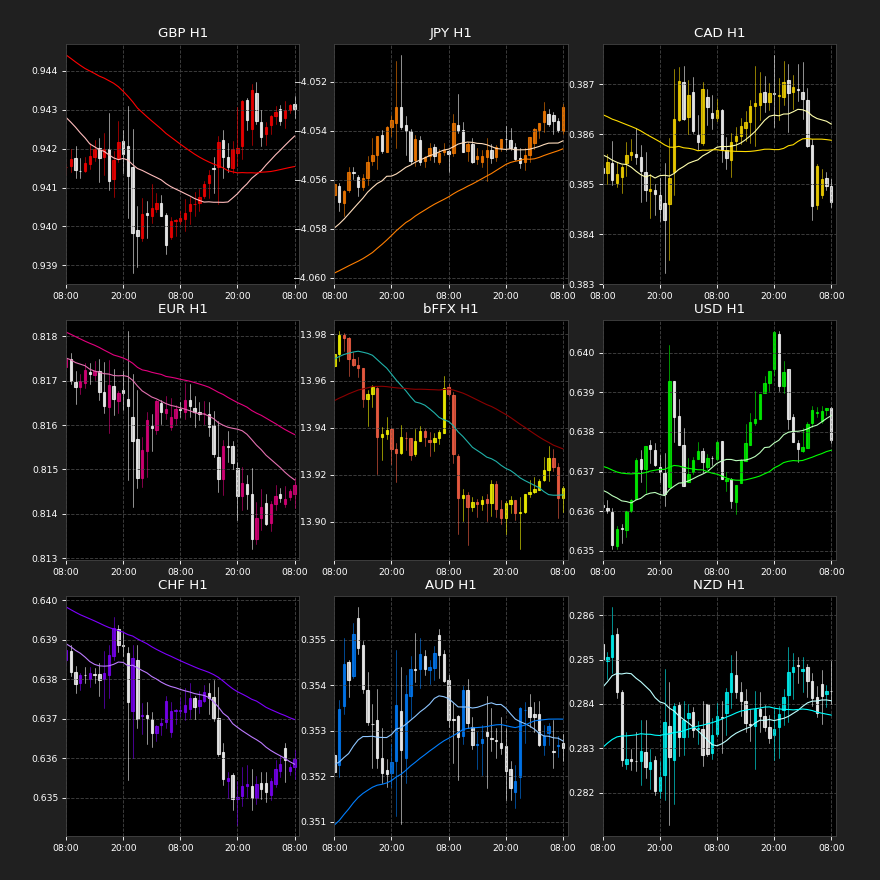 GBP H1
0.944
0.943
0.942
0.941
0.940
0.939
08:00 20:00 08:00 20:00 08:00
JPY H1
−4.052
−4.054
−4.056
−4.058
−4.060
08:00 20:00 08:00 20:00 08:00
CAD H1
0.387
0.386
0.385
0.384
0.383
08:00 20:00 08:00 20:00 08:00
EUR H1
0.818
0.817
0.816
0.815
0.814
0.813
08:00 20:00 08:00 20:00 08:00
bFFX H1
13.98
13.96
13.94
13.92
13.90
08:00 20:00 08:00 20:00 08:00
USD H1
0.640
0.639
0.638
0.637
0.636
0.635
08:00 20:00 08:00 20:00 08:00
CHF H1
0.640
0.639
0.638
0.637
0.636
0.635
08:00 20:00 08:00 20:00 08:00
AUD H1
0.355
0.354
0.353
0.352
0.351
08:00 20:00 08:00 20:00 08:00
NZD H1
0.286
0.285
0.284
0.283
0.282
08:00 20:00 08:00 20:00 08:00